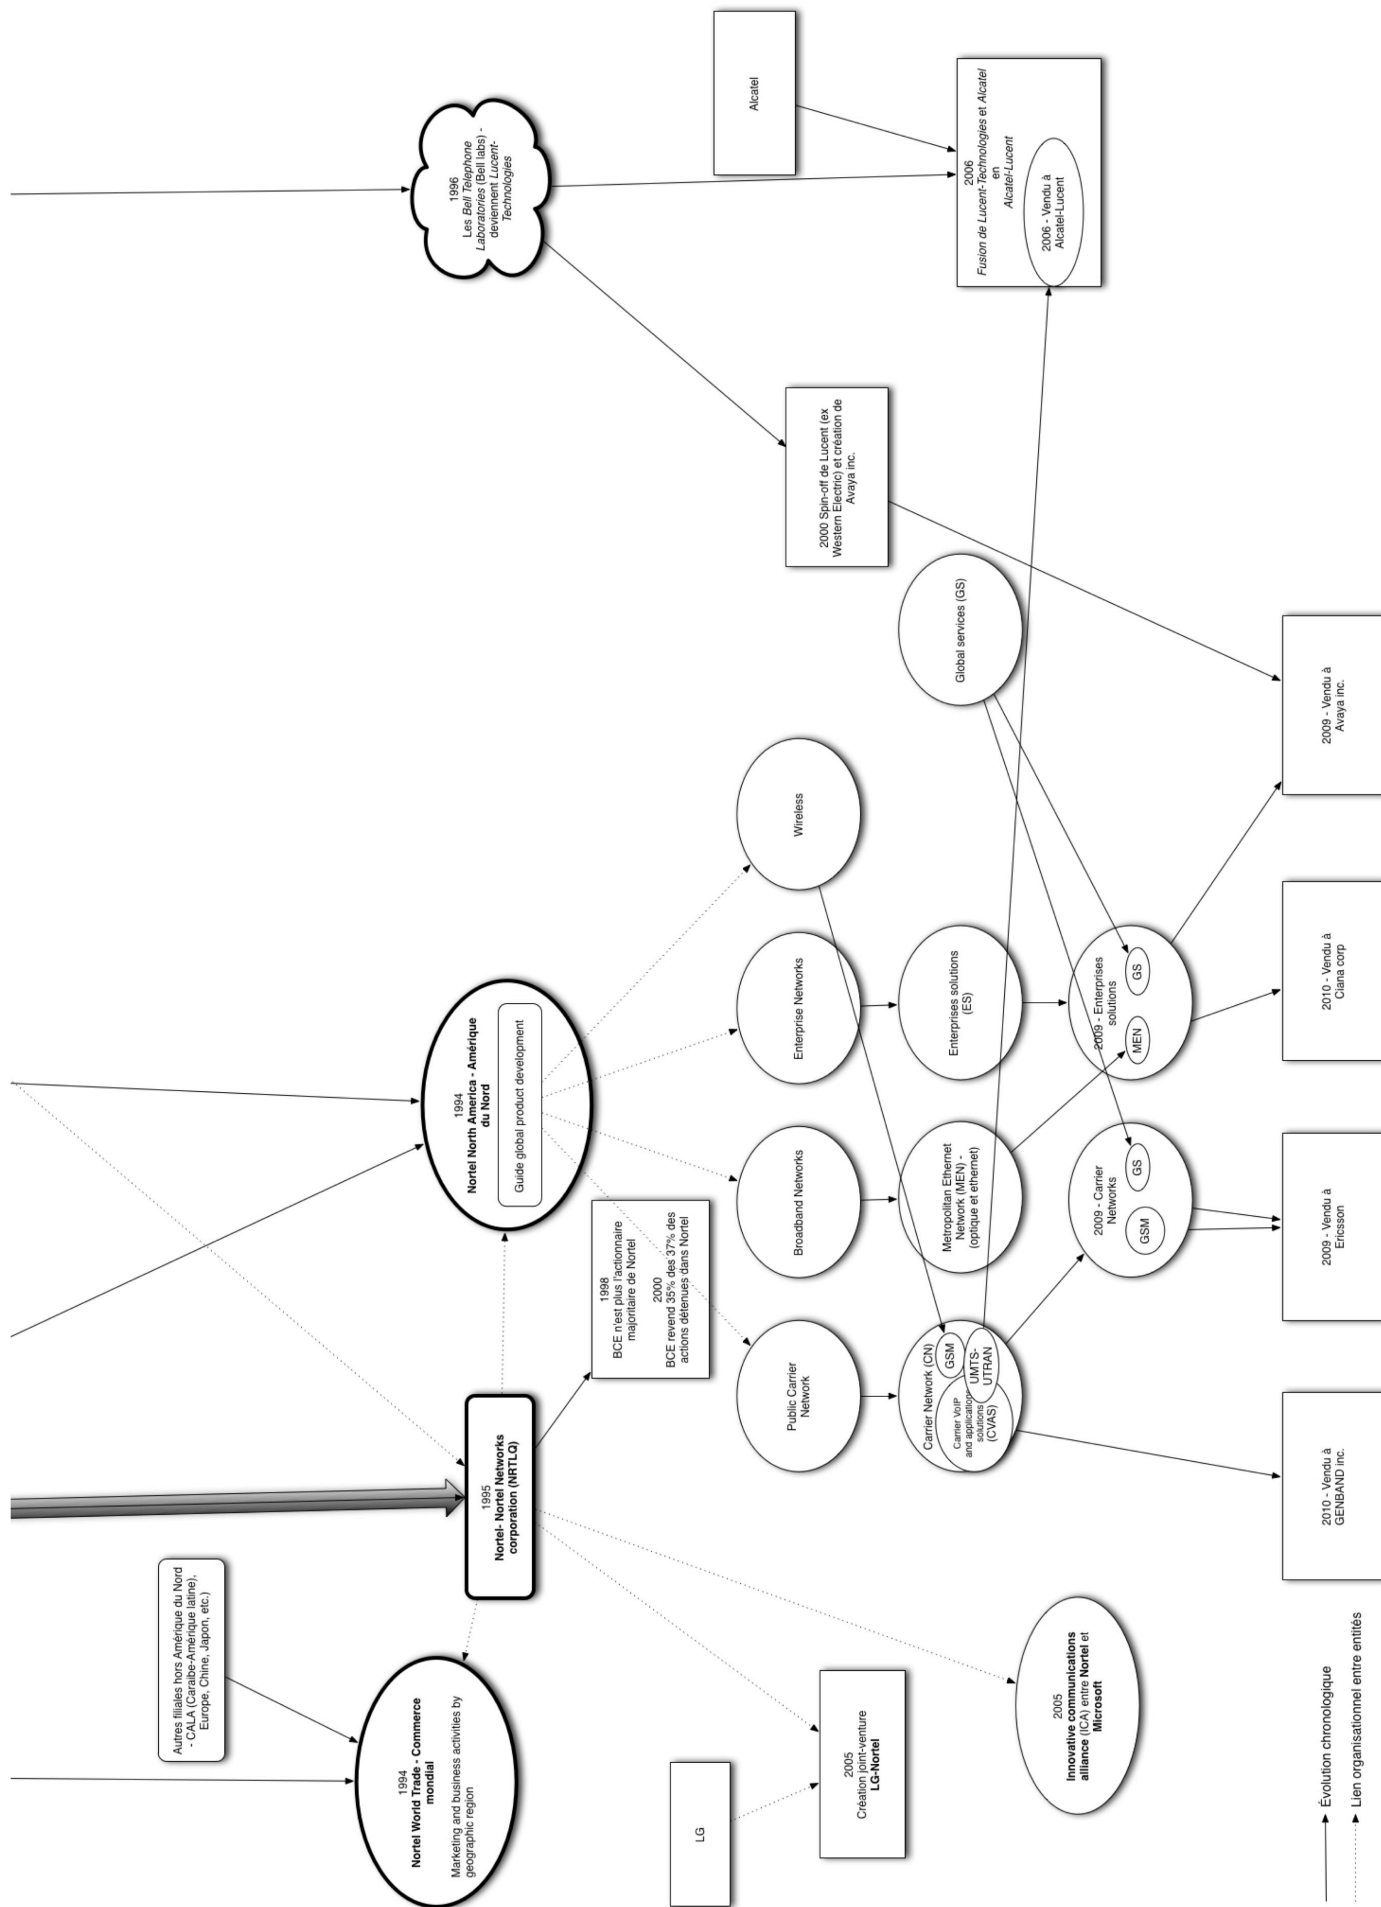 1996
Les Bell Telephone
Laboratories (Bell labs) -
deviennent Lucent-
Technologies
Alcatel
2006
Fusion de Lucent-Technologies et Alcatel
en
Alcatel-Lucent
2006 - Vendu à
Alcatel-Lucent
2000 Spin-off de Lucent (ex
Western Electric) et création de
Avaya inc.
Global services (GS)
1994
Nortel North America - Amérique
du Nord
Guide global product development
Wireless
Enterprise Networks
Broadband Networks
Public Carrier
Network
Enterprises solutions
(ES)
Metropolitan Ethernet
Network (MEN) -
(optique et ethernet)
Carrier Network (CN)
GSM
UMTS-
UTRAN
Carrier VoIP
and applications
solutions
(CVAS)
2009 - Enterprises
solutions
MEN
GS
2009 - Carrier
Networks
GSM
GS
2009 - Vendu à
Avaya inc.
2010 - Vendu à
Ciana corp
2009 - Vendu à
Ericsson
2010 - Vendu à
GENBAND inc.
1998
BCE n'est plus l'actionnaire
majoritaire de Nortel
2000
BCE revend 35% des 37% des
actions détenues dans Nortel
1995
Nortel- Nortel Networks
corporation (NRTLQ)
Autres filiales hors Amérique du Nord
- CALA (Caraibe-Amérique latine),
Europe, Chine, Japon, etc.)
1994
Nortel World Trade - Commerce
mondial
Marketing and business activities by
geographic region
LG
2005
Création joint-venture
LG-Nortel
2005
Innovative communications
alliance (ICA) entre Nortel et
Microsoft
Évolution chronologique
Lien organisationnel entre entités